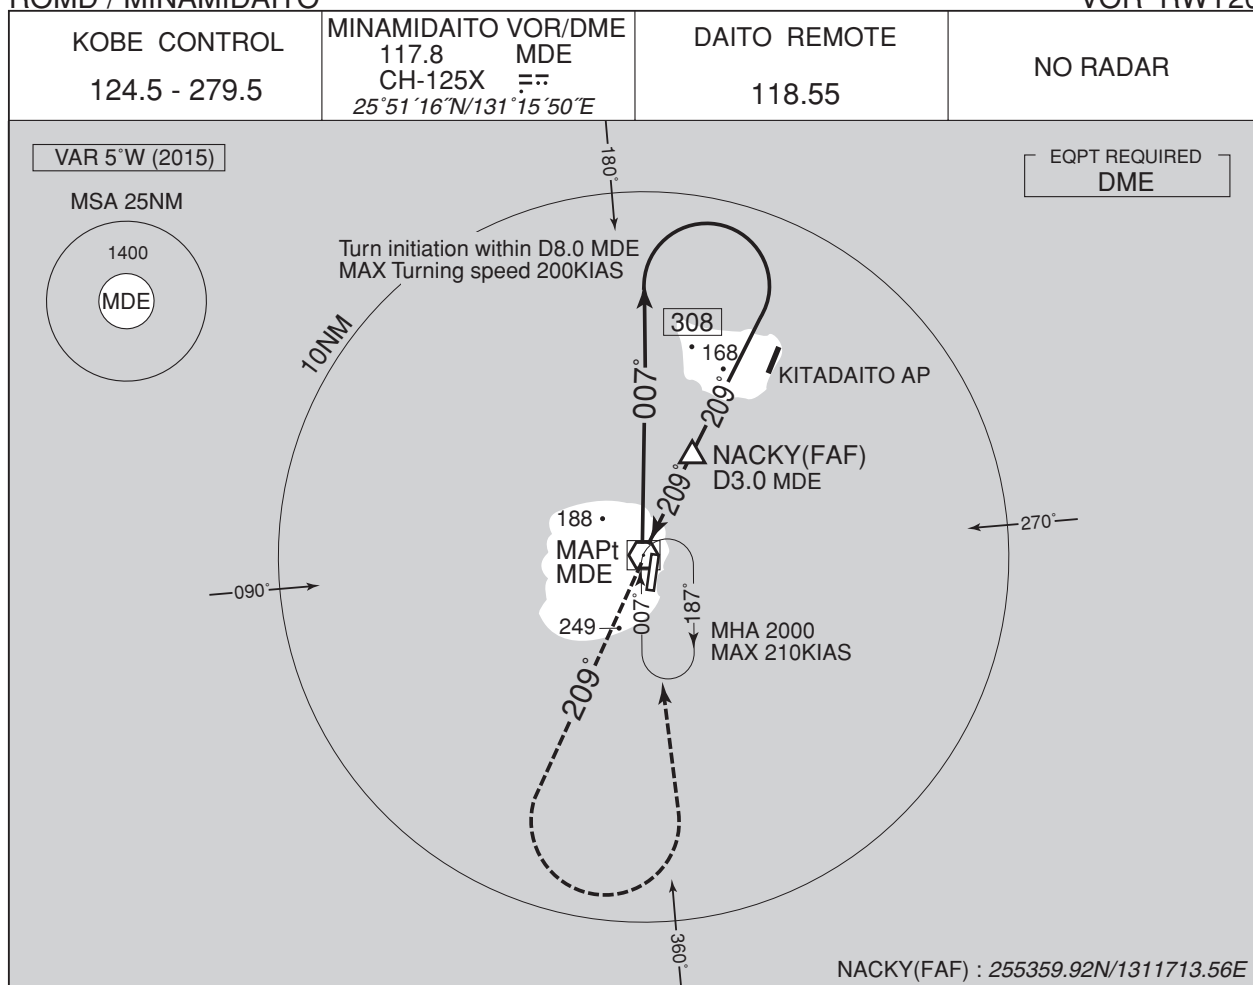 ROMD / MINAMIDAITO
VOR RWY20
KOBE CONTROL
124.5 - 279.5
MINAMIDAITO VOR/DME
117.8 MDE
CH-125X
25˚51´16˝N/131˚15´50˝E
DAITO REMOTE
118.55
NO RADAR
VAR 5˚W (2015)
MSA 25NM
1400
MDE
EQPT REQUIRED
DME
180˚
Turn initiation within D8.0 MDE
MAX Turning speed 200KIAS
10NM
308
168
KITADAITO AP
007˚
209˚
NACKY(FAF)
D3.0 MDE
209˚
188
MAPt
MDE
270˚
090˚
249
007˚
187˚
MHA 2000
MAX 210KIAS
209˚
360˚
NACKY(FAF) : 255359.92N/1311713.56E